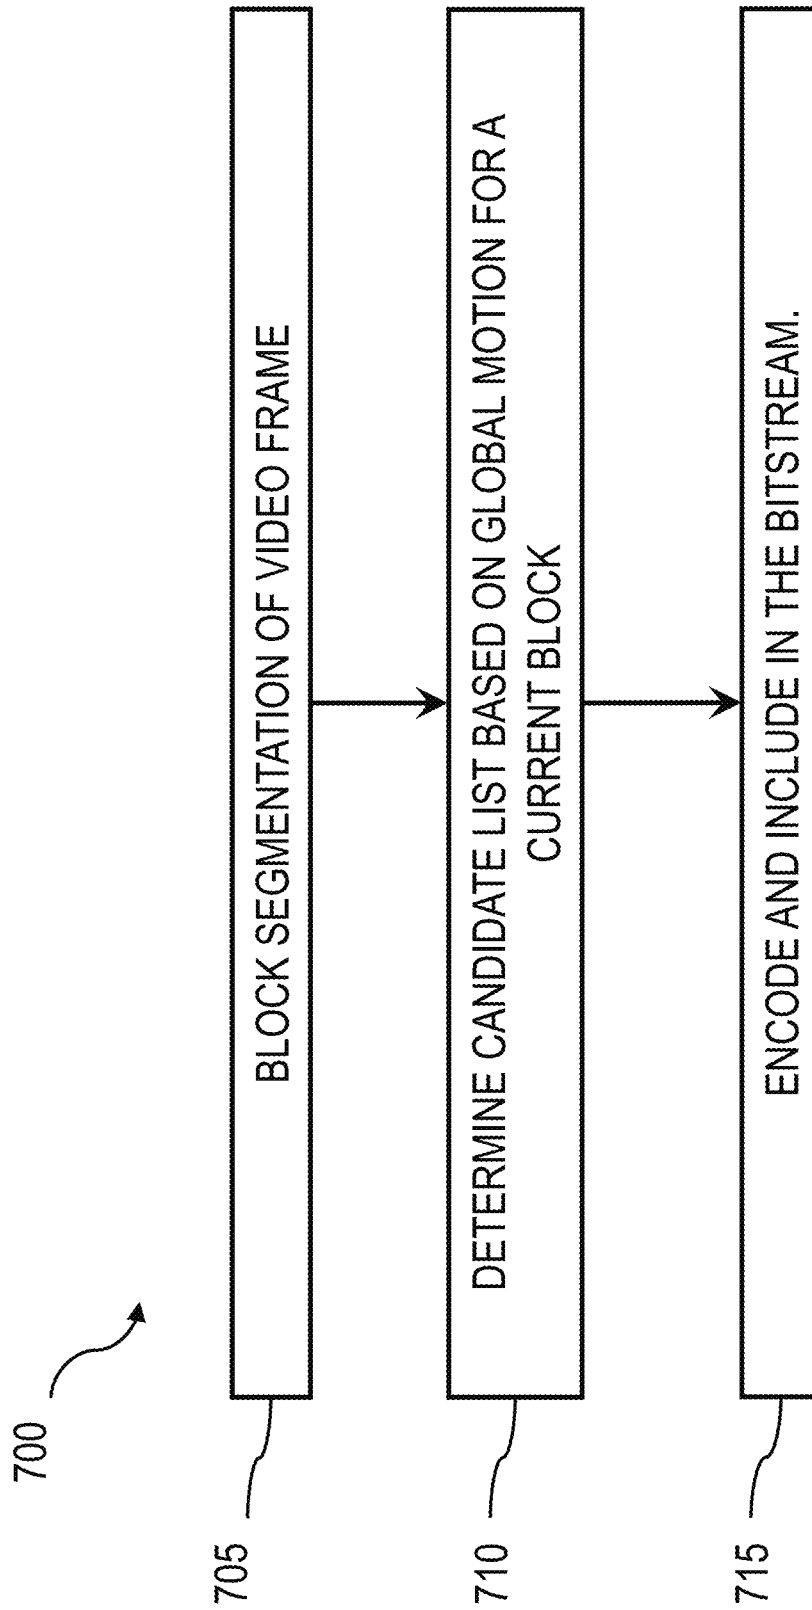 700
705
BLOCK SEGMENTATION OF VIDEO FRAME
710
DETERMINE CANDIDATE LIST BASED ON GLOBAL MOTION FOR A
CURRENT BLOCK
715
ENCODE AND INCLUDE IN THE BITSTREAM.